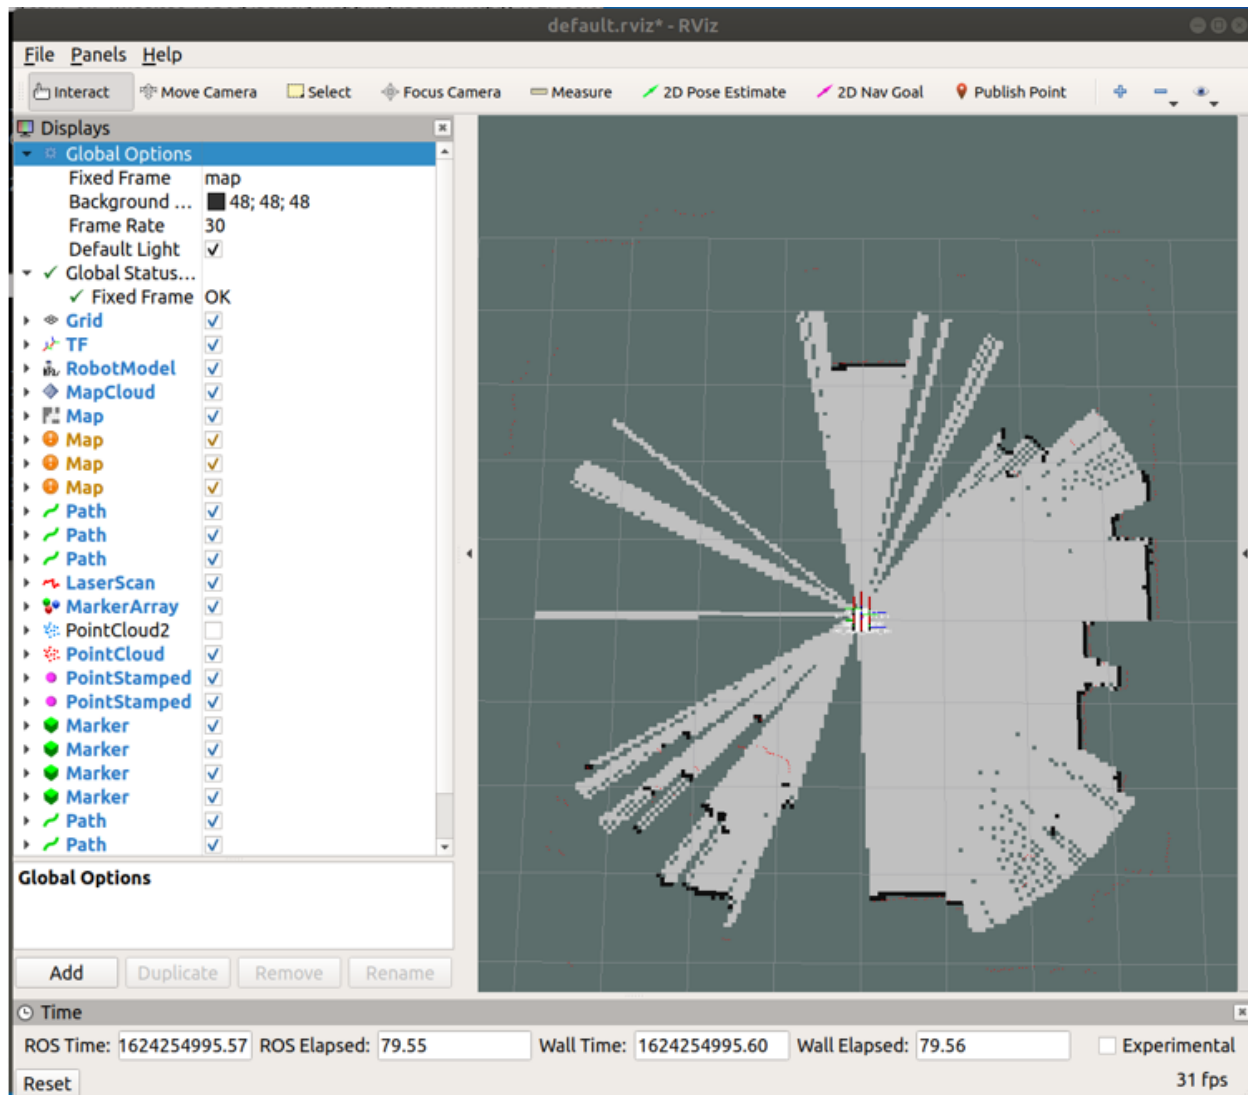 default.rviz* - RViz
File Panels Help
Interact Move Camera Select Focus Camera Measure 2D Pose Estimate 2D Nav Goal Publish Point
Displays
Global Options
Fixed Frame map
Background ... 48; 48; 48
Frame Rate 30
Default Light
Global Status...
Fixed Frame OK
Grid
TF
RobotModel
MapCloud
Map
Map
Map
Map
Path
Path
Path
LaserScan
MarkerArray
PointCloud2
PointCloud
PointStamped
PointStamped
Marker
Marker
Marker
Marker
Path
Path
Global Options
Add Duplicate Remove Rename
Time
ROS Time: 1624254995.57 ROS Elapsed: 79.55 Wall Time: 1624254995.60 Wall Elapsed: 79.56 Experimental
Reset 31 fps